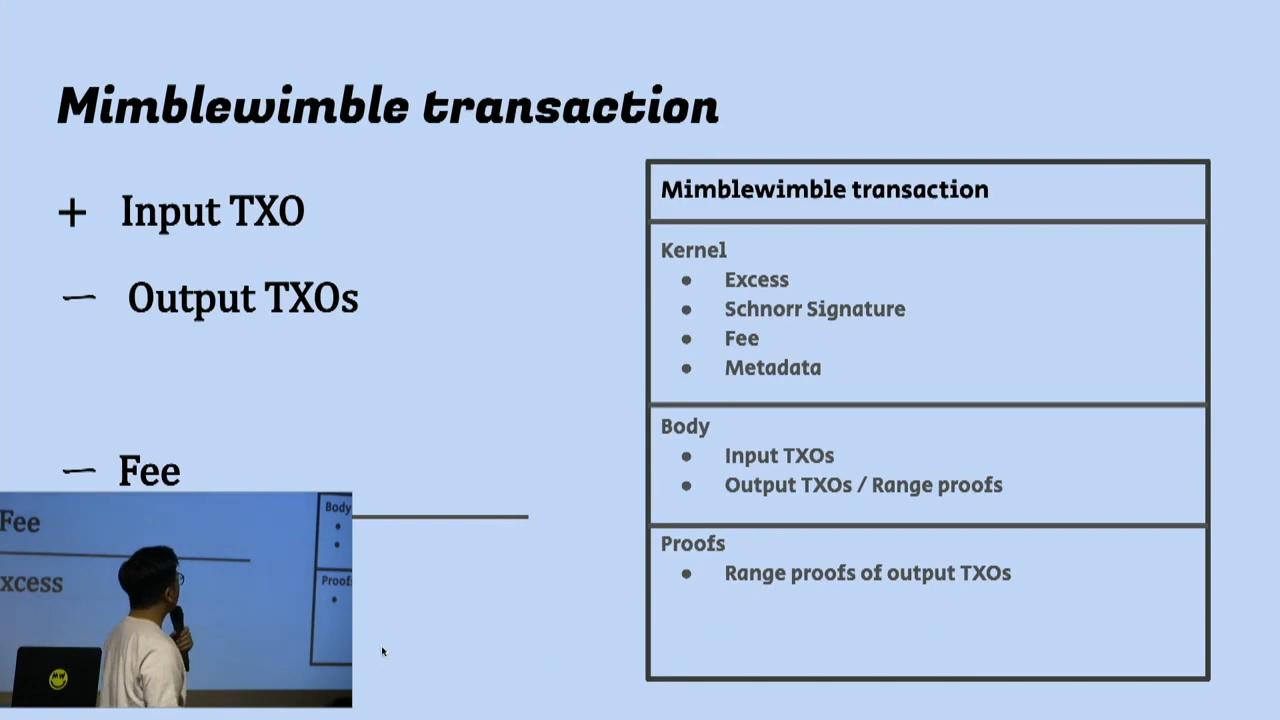 Mimblewimble transaction
+ Input TXO
— Output TXOs
— Fee
Mimblewimble transaction
Kernel
● Excess
● Schnorr Signature
● Fee
● Metadata
Body
● Input TXOs
● Output TXOs / Range proofs
Proofs
● Range proofs of output TXOs
Fee
xcess
Body
Proofs
MW